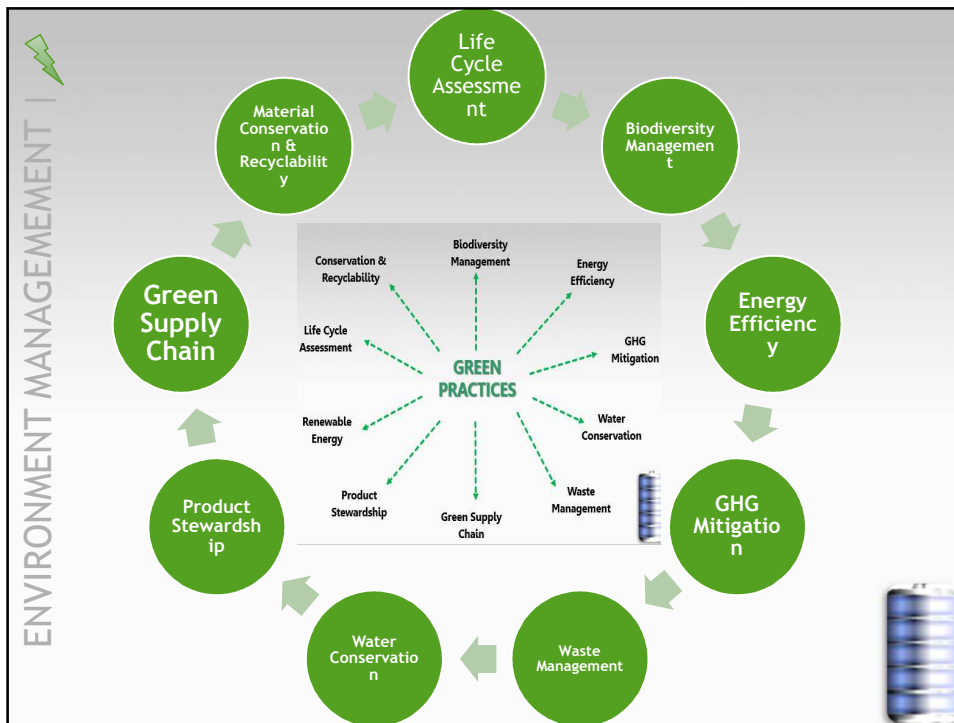 ENVIRONMENT MANAGEMEMENT |
Life
Cycle
Assessme
nt
Biodiversity
Managemen
t
Energy
Efficienc
y
GHG
Mitigatio
n
Waste
Management
Water
Conservatio
n
Product
Stewardsh
ip
Green
Supply
Chain
Material
Conservatio
n &
Recyclabilit
y
Biodiversity
Management
Energy
Efficiency
GHG
Mitigation
Water
Conservation
Waste
Management
Green Supply
Chain
Product
Stewardship
Renewable
Energy
Life Cycle
Assessment
Conservation &
Recyclability
GREEN
PRACTICES